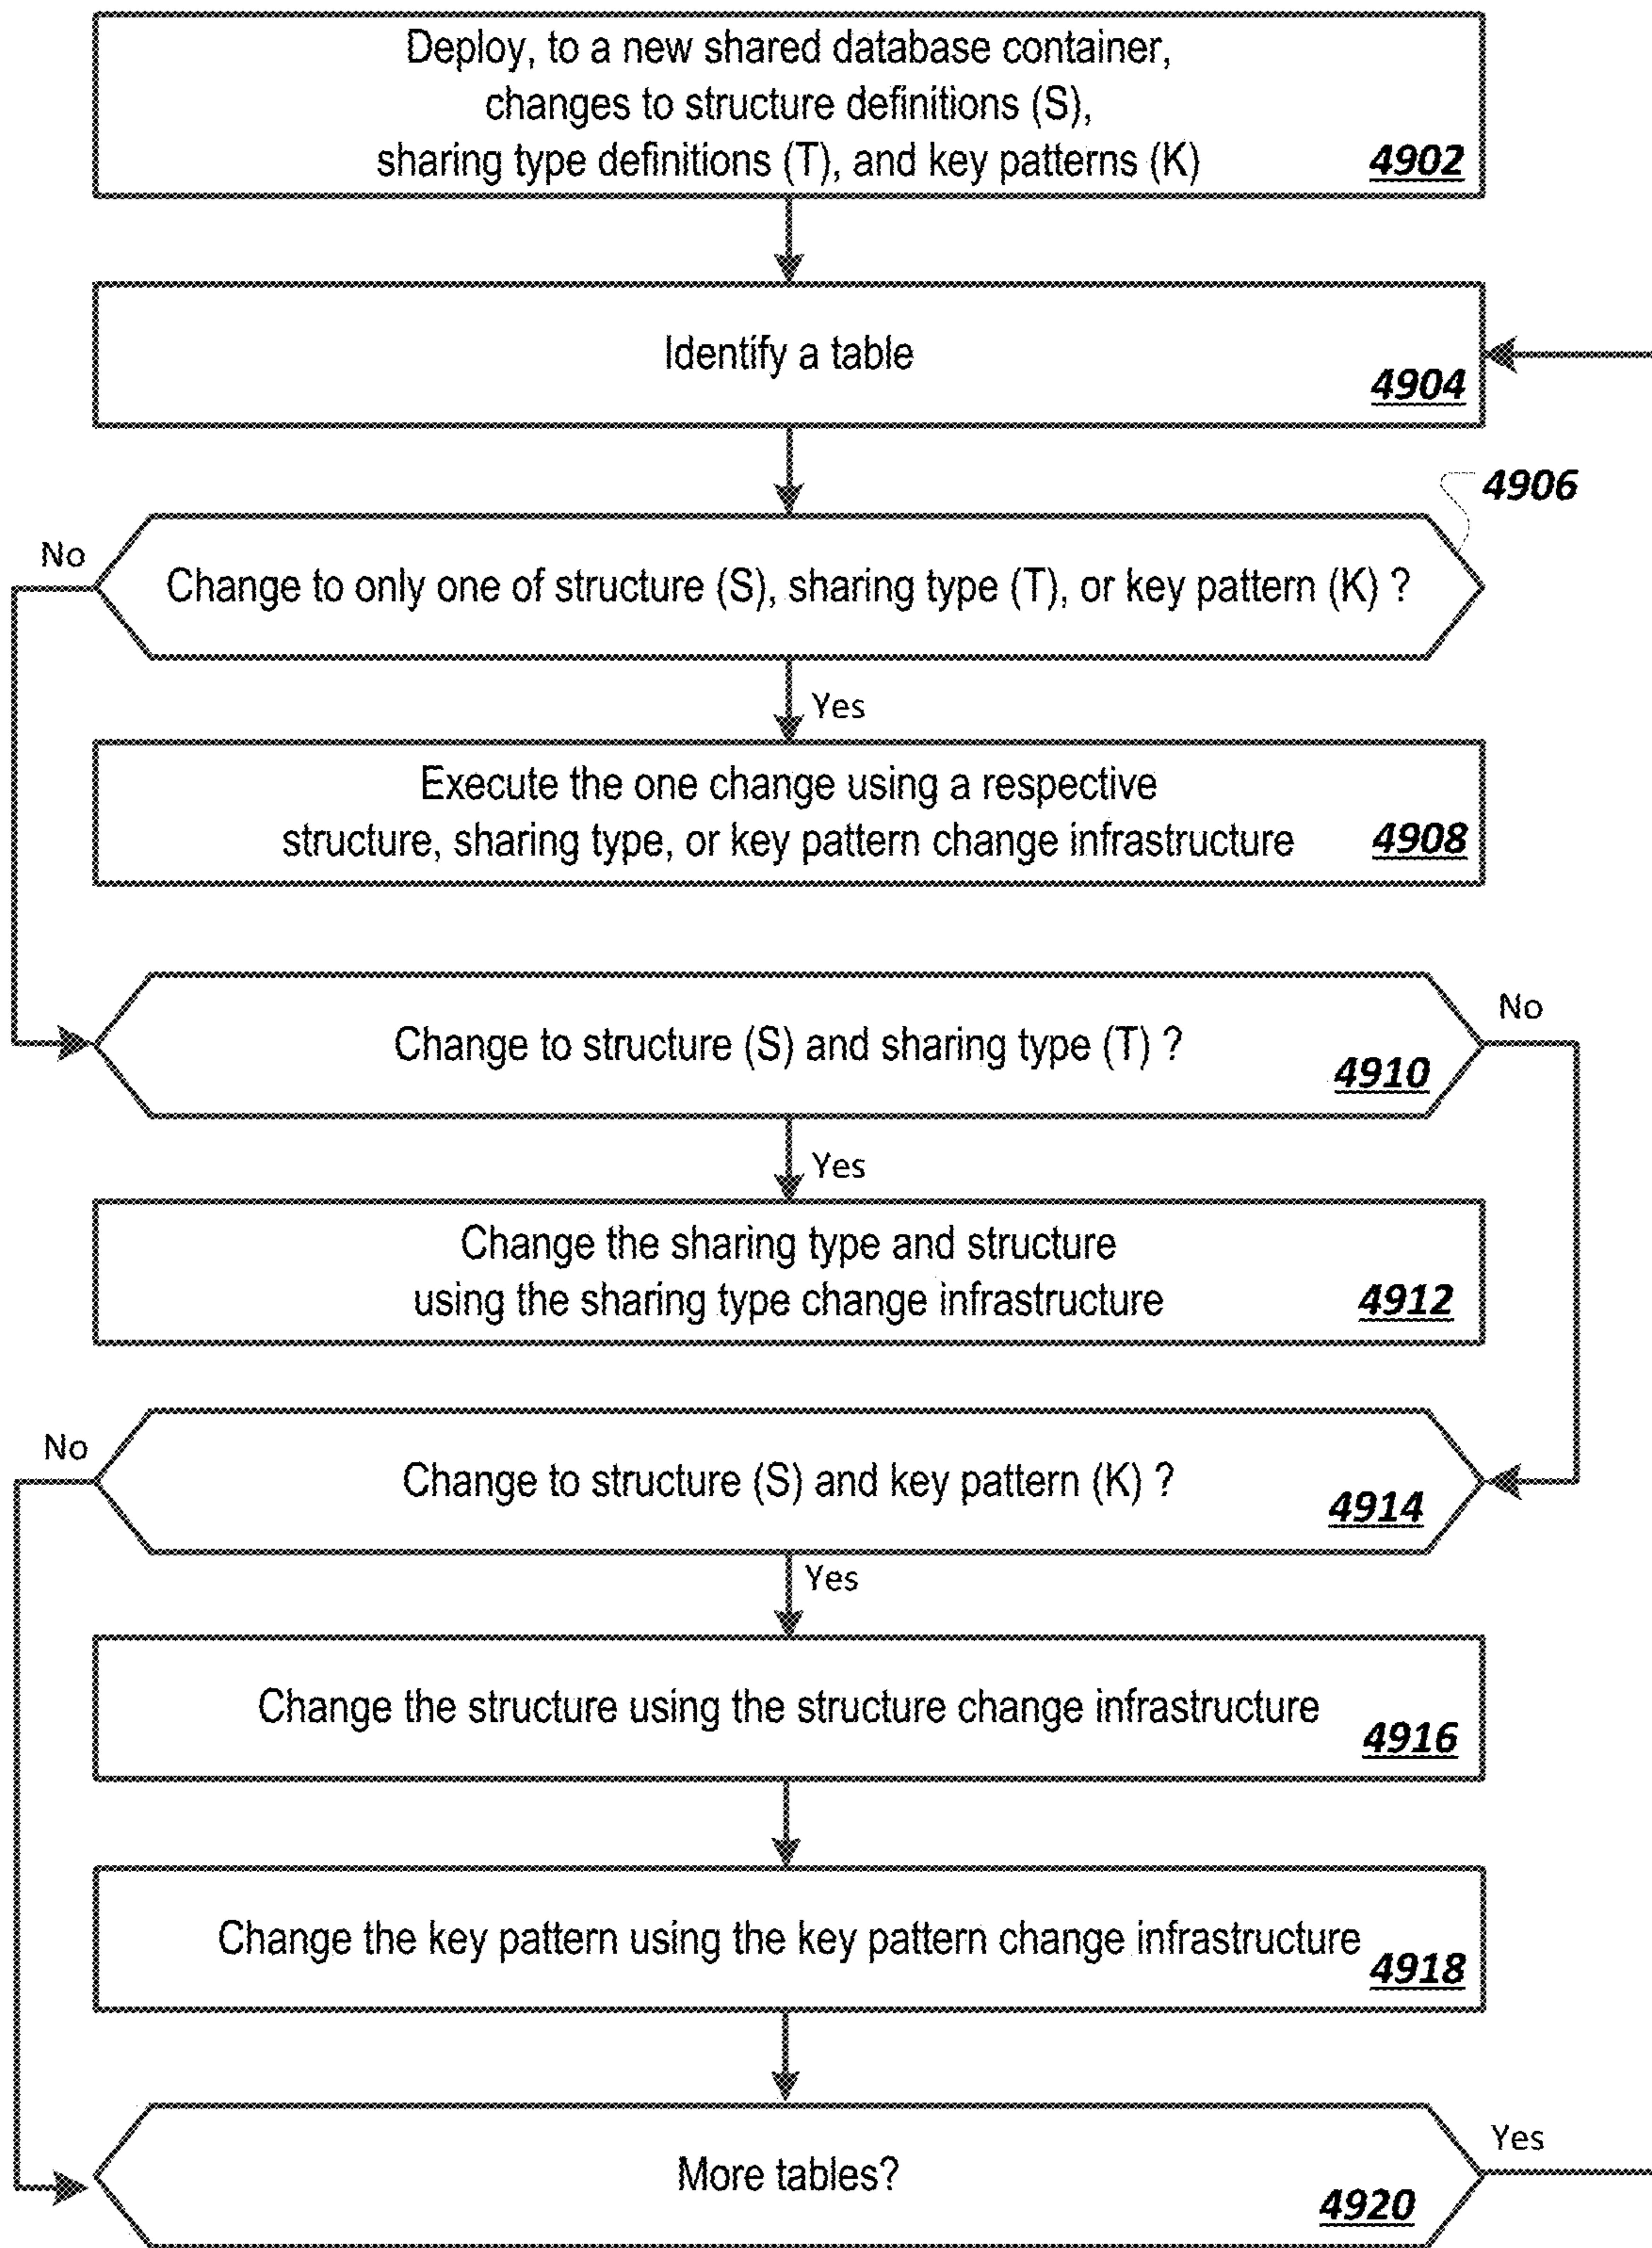 Deploy, to a new shared database container,
changes to structure definitions (S),
sharing type definitions (T), and key patterns (K)
4902
Identify a table
4904
4906
No
Change to only one of structure (S), sharing type (T), or key pattern (K) ?
Yes
Execute the one change using a respective
structure, sharing type, or key pattern change infrastructure
4908
No
Change to structure (S) and sharing type (T) ?
4910
Yes
Change the sharing type and structure
using the sharing type change infrastructure
4912
No
Change to structure (S) and key pattern (K) ?
4914
Yes
Change the structure using the structure change infrastructure
4916
Change the key pattern using the key pattern change infrastructure
4918
Yes
More tables?
4920